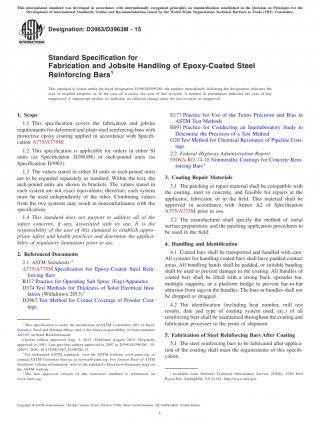 This international standard was developed in accordance with internationally recognized principles on standardization established in the Decision on Principles for the
Development of International Standards, Guides and Recommendations issued by the World Trade Organization Technical Barriers to Trade (TBT) Committee.
Designation: D3963/D3963M − 15
INTERNATIONAL
Standard Specification for
Fabrication and Jobsite Handling of Epoxy-Coated Steel
Reinforcing Bars1
This standard is issued under the fixed designation D3963/D3963M; the number immediately following the designation indicates the
year of original adoption or, in the case of revision, the year of last revision. A number in parentheses indicates the year of last
reapproval. A superscript epsilon (ε) indicates an editorial change since the last revision or reapproval.
1. Scope
1.1 This specification covers the fabrication and jobsite
requirements for deformed and plain steel reinforcing bars with
protective epoxy coating applied in accordance with Specifi-
cation A775/A775M.
1.2 This specification is applicable for orders in either SI
units (as Specification D3963M) or inch-pound units (as
Specification D3963).
1.3 The values stated in either SI units or inch-pound units
are to be regarded separately as standard. Within the text, the
inch-pound units are shown in brackets. The values stated in
each system are not exact equivalents; therefore, each system
must be used independently of the other. Combining values
from the two systems may result in nonconformance with the
specification.
1.4 This standard does not purport to address all of the
safety concerns, if any, associated with its use. It is the
responsibility of the user of this standard to establish appro-
priate safety and health practices and determine the applica-
bility of regulatory limitations prior to use.
2. Referenced Documents
2.1 ASTM Standards:2
A775/A775M Specification for Epoxy-Coated Steel Rein-
forcing Bars
B117 Practice for Operating Salt Spray (Fog) Apparatus
D374 Test Methods for Thickness of Solid Electrical Insu-
lation (Withdrawn 2013)3
D2967 Test Method for Corner Coverage of Powder Coat-
ings
1 This specification is under the jurisdiction of ASTM Committee A01 on Steel,
Stainless Steel and Related Alloys and is the direct responsibility of Subcommittee
A01.05 on Steel Reinforcement.
Current edition approved Aug. 1, 2015. Published August 2015. Originally
approved in 1981. Last previous edition approved in
2 For referenced ASTM standards, visit the ASTM website, www.astm.org, or
contact ASTM Customer Service at service@astm.org. For Annual Book of ASTM
Standards volume information, refer to the standard's Document Summary page on
the ASTM website.
3 The last approved version of this historical standard is referenced on
www.astm.org.
E177 Practice for Use of the Terms Precision and Bias in
ASTM Test Methods
E691 Practice for Conducting an Interlaboratory Study to
Determine the Precision of a Test Method
G20 Test Method for Chemical Resistance of Pipeline Coat-
ings
2.2 Federal Highway Administration Report
FHWA-RD-74-18 Nonmetallic Coatings for Concrete Rein-
forcing Bars4
3. Coating Repair Materials
3.1 The patching or repair material shall be compatible with
the coating, inert in concrete, and feasible for repairs at the
applicator, fabricator, or in the field. This material shall be
approved in accordance with Annex A2 of Specification
A775/A775M prior to use.
3.2 The manufacturer shall specify the method of metal
surface preparation, and the patching application procedures to
be used in the field.
4. Handling and Identification
4.1 Coated bars shall be transported and handled with care.
All systems for handling coated bars shall have padded contact
areas. All bundling bands shall be padded, or suitable banding
shall be used to prevent damage to the coating. All bundles of
coated bars shall be lifted with a strong back, spreader bar,
multiple supports, or a platform bridge to prevent bar-to-bar
abrasion from sags in the bundles. The bars or bundles shall not
be dropped or dragged.
4.2 The identification (including heat number, mill test
results, date and type of coating system used, etc.) of all
reinforcing bars shall be maintained throughout the coating and
fabrication processes to the point of shipment.
5. Fabrication of Steel Reinforcing Bars After Coating
5.1 The steel reinforcing bars to be fabricated after applica-
tion of the coating shall meet the requirements of this specifi-
cation.
4 Available from National Technical Information Service (NTIS), 5285 Port
Royal Rd., Springfield, VA 22161, http://www.ntis.gov.
Copyright © ASTM International, 100 Barr Harbor Drive, PO Box C700, West Conshohocken, PA 19428-2959. United States
1